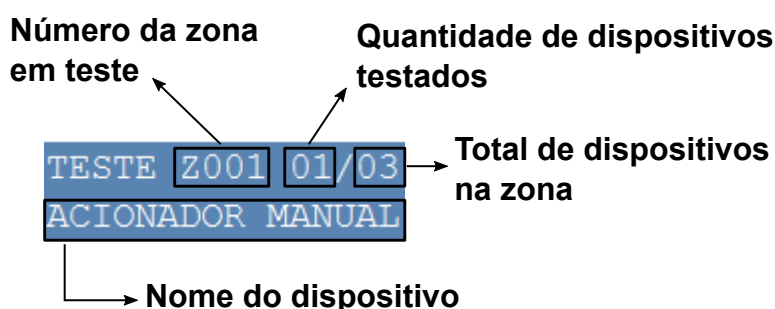 Número da zona
em teste
Quantidade de dispositivos
testados
TESTE Z001 01/03
Total de dispositivos
na zona
ACIONADOR MANUAL
Nome do dispositivo